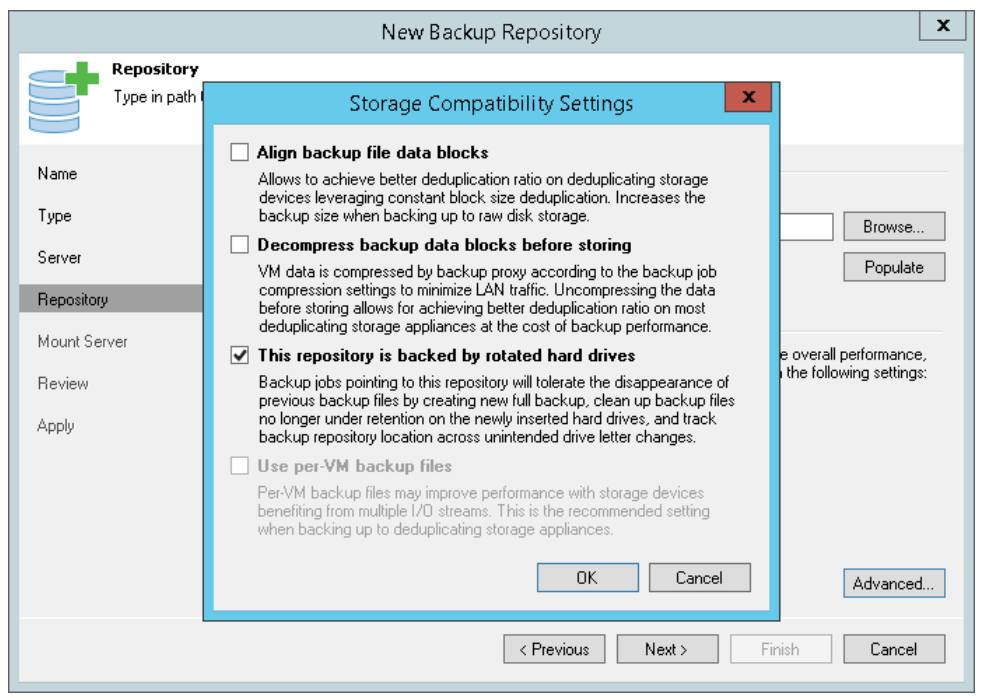 New Backup Repository
X
Repository
Type in path
Storage Compatibility Settings
x
Name
Type
Server
Repository
Mount Server
Review
Apply
Align backup file data blocks
Allows to achieve better deduplication ratio on deduplicating storage
devices leveraging constant block size deduplication. Increases the
backup size when backing up to raw disk storage.
Decompress backup data blocks before storing
VM data is compressed by backup proxy according to the backup job
compression settings to minimize LAN traffic. Uncompressing the data
before storing allows for achieving better deduplication ratio on most
deduplicating storage appliances at the cost of backup performance.
This repository is backed by rotated hard drives
Backup jobs pointing to this repository will tolerate the disappearance of
previous backup files by creating new full backup, clean up backup files
no longer under retention on the newly inserted hard drives, and track
backup repository location across unintended drive letter changes.
Use per-VM backup files
Per-VM backup files may improve performance with storage devices
benefiting from multiple I/O streams. This is the recommended setting
when backing up to deduplicating storage appliances.
OK
Cancel
Browse...
Populate
e overall performance,
the following settings:
Advanced...
< Previous
Next >
Finish
Cancel